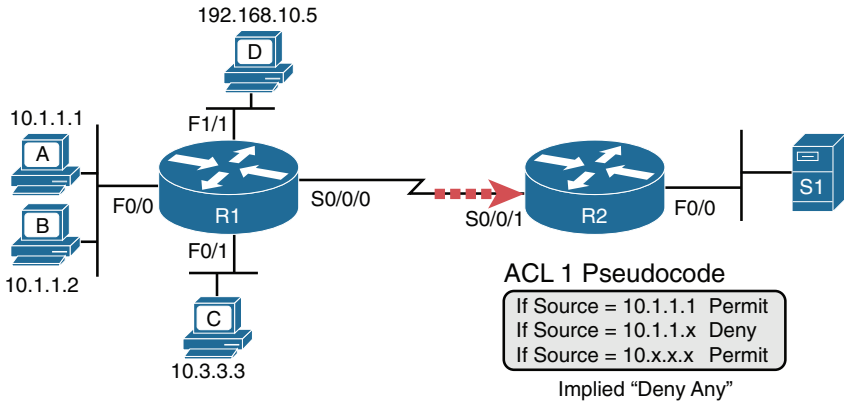 192.168.10.5
D
F1/1
10.1.1.1
A
B
10.1.1.2
F0/0
R1
S0/0/0
F0/1
C
10.3.3.3
S0/0/1
R2
F0/0
S1
ACL 1 Pseudocode
If Source = 10.1.1.1 Permit
If Source = 10.1.1.x Deny
If Source = 10.x.x.x Permit
Implied “Deny Any”